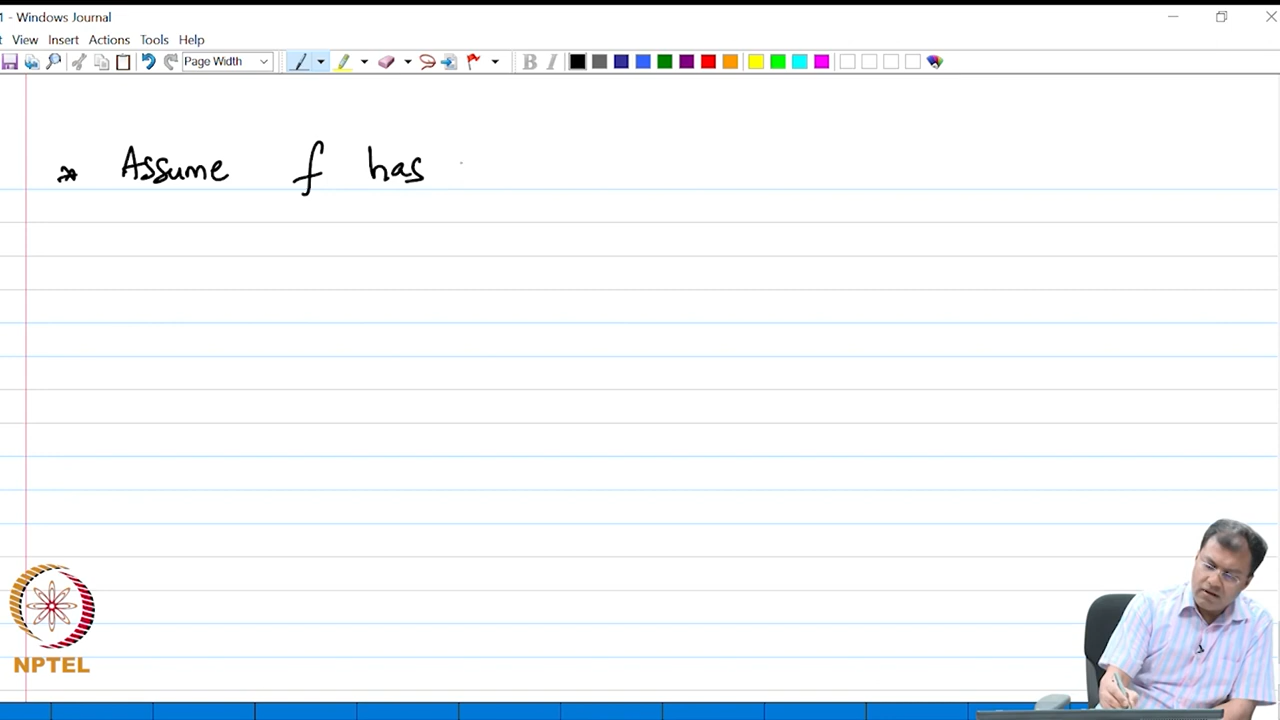 1 - Windows Journal
t View Insert Actions Tools Help
Page Width B I
* Assume f has
NPTEL